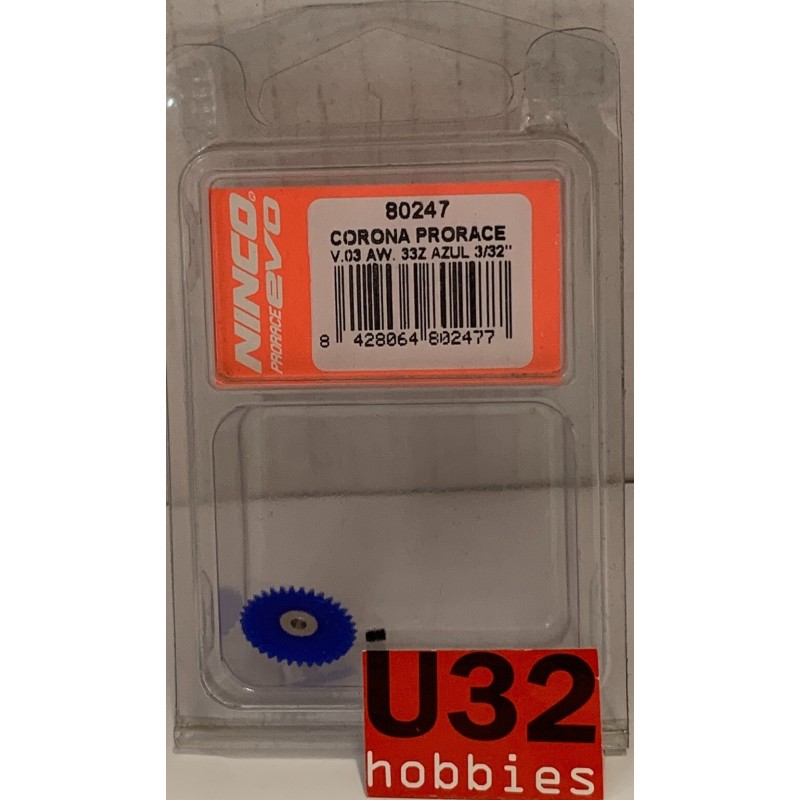 NINCO
PRORACE evo
80247
CORONA PRORACE
V.03 AW. 33Z AZUL 3/32"
8 428064 802477
U32
hobbies